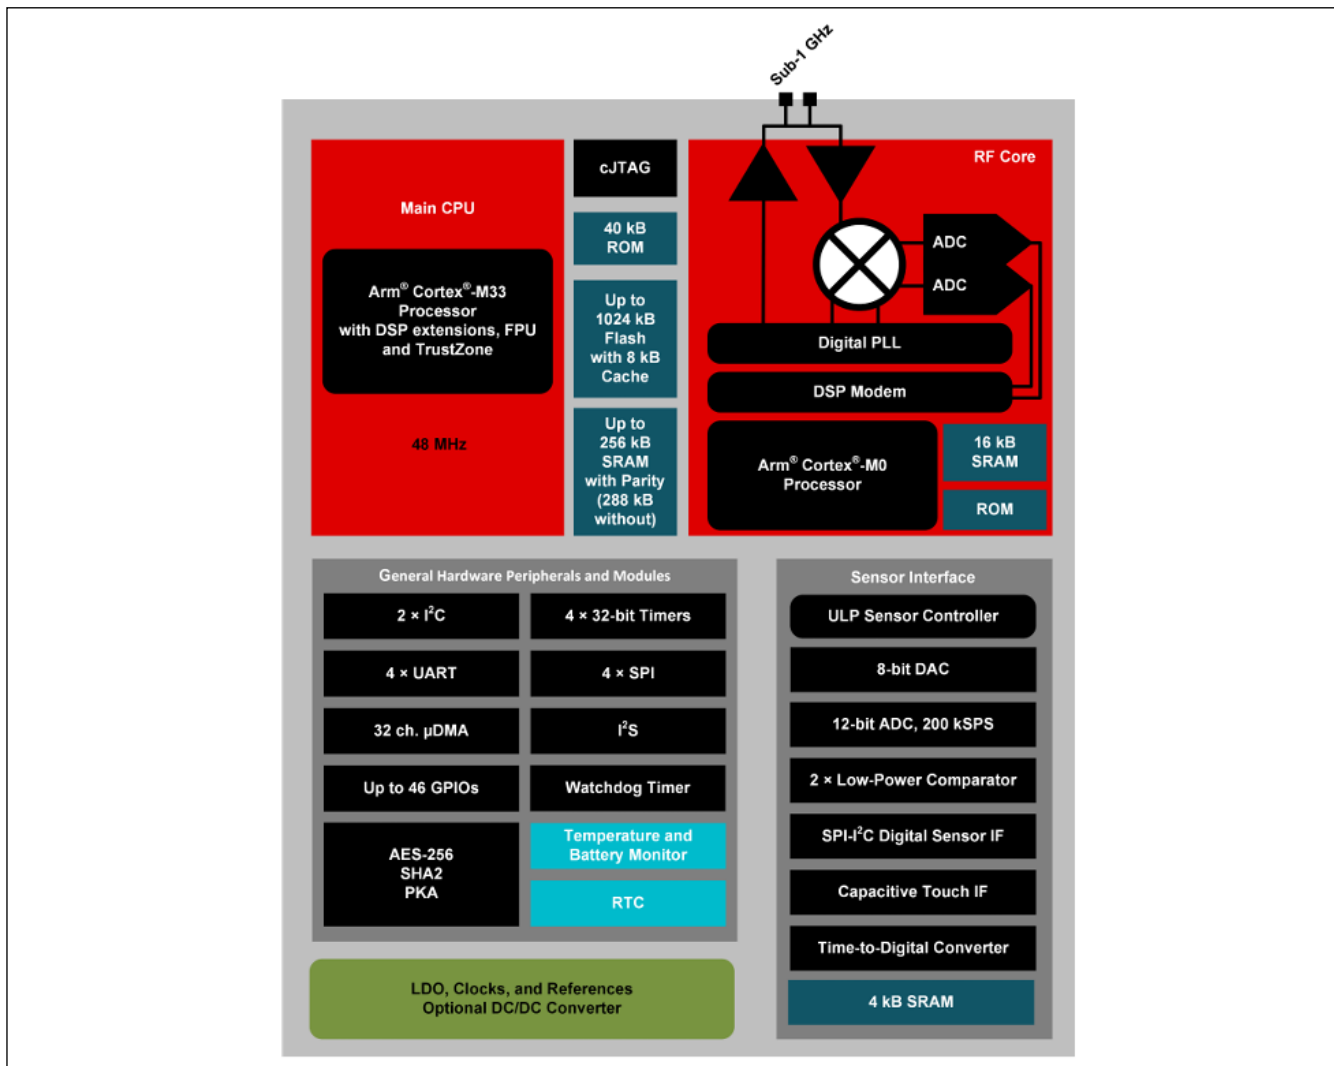 Sub-1 GHz
Main CPU
Arm® Cortex®-M33
Processor
with DSP extensions, FPU
and TrustZone
48 MHz
cJTAG
40 kB
ROM
Up to
1024 kB
Flash
with 8 kB
Cache
Up to
256 kB
SRAM
with Parity
(288 kB
without)
RF Core
ADC
ADC
Digital PLL
DSP Modem
Arm® Cortex®-M0
Processor
16 kB
SRAM
ROM
General Hardware Peripherals and Modules
2 × I²C
4 × 32-bit Timers
4 × UART
4 × SPI
32 ch. µDMA
I²S
Up to 46 GPIOs
Watchdog Timer
AES-256
SHA2
PKA
Temperature and
Battery Monitor
RTC
LDO, Clocks, and References
Optional DC/DC Converter
Sensor Interface
ULP Sensor Controller
8-bit DAC
12-bit ADC, 200 kSPS
2 × Low-Power Comparator
SPI-I²C Digital Sensor IF
Capacitive Touch IF
Time-to-Digital Converter
4 kB SRAM